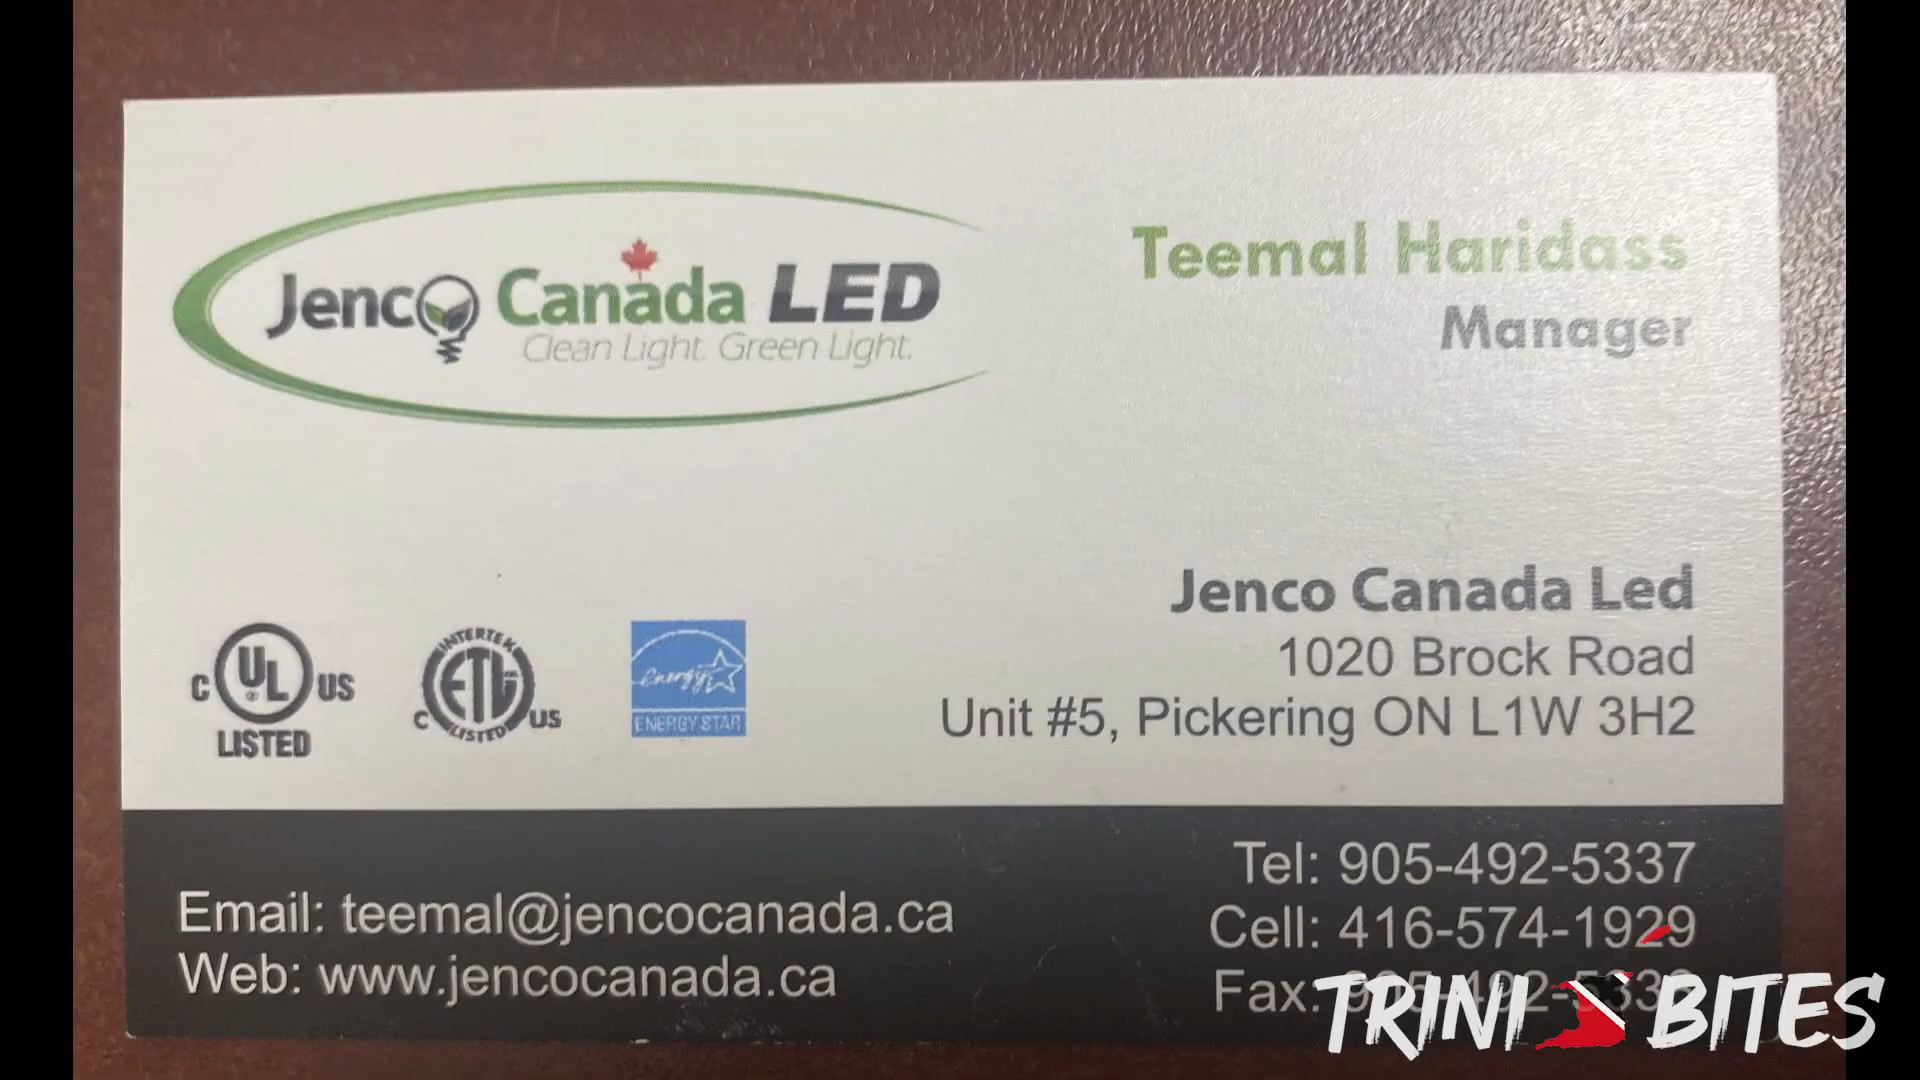 Jenco Canada LED
Clean Light. Green Light.
Teemal Haridass
Manager
C UL US
LISTED
INTERTEK
C ETL US
LISTED
energy
ENERGY STAR
Jenco Canada Led
1020 Brock Road
Unit #5, Pickering ON L1W 3H2
Email: teemal@jencocanada.ca
Web: www.jencocanada.ca
Tel: 905-492-5337
Cell: 416-574-1929
Fax:
TRINI BITES